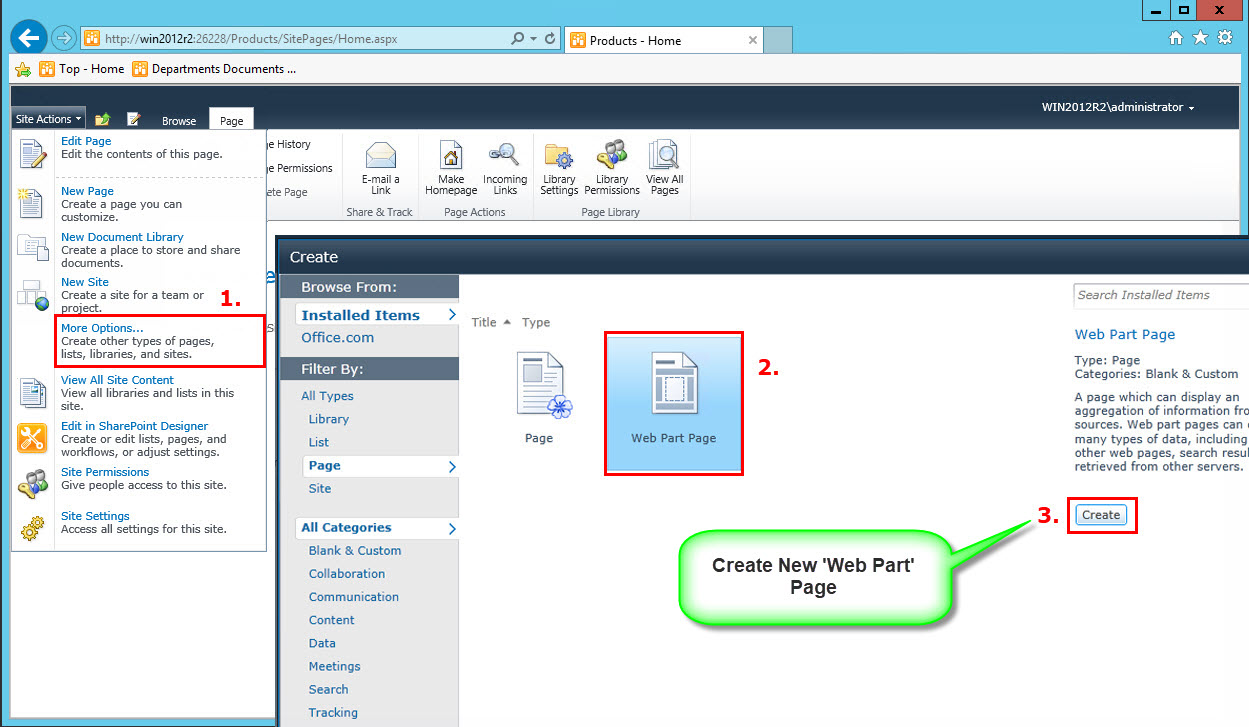 http://win2012r2:26228/Products/SitePages/Home.aspx
Products - Home
Top - Home
Departments Documents ...
WIN2012R2\administrator
Site Actions
Browse
Page
Edit Page
Edit the contents of this page.
New Page
Create a page you can
customize.
New Document Library
Create a place to store and share
documents.
New Site
Create a site for a team or
project.
1.
More Options...
Create other types of pages,
lists, libraries, and sites.
View All Site Content
View all libraries and lists in this
site.
Edit in SharePoint Designer
Create or edit lists, pages, and
workflows, or adjust settings.
Site Permissions
Give people access to this site.
Site Settings
Access all settings for this site.
History
Permissions
Page
E-mail a
Link
Share & Track
Make
Homepage
Incoming
Links
Page Actions
Library
Settings
Library
Permissions
View All
Pages
Page Library
Create
Browse From:
Installed Items
Office.com
Filter By:
All Types
Library
List
Page
Site
All Categories
Blank & Custom
Collaboration
Communication
Content
Data
Meetings
Search
Tracking
Title
Type
Page
Web Part Page
2.
Search Installed Items
Web Part Page
Type: Page
Categories: Blank & Custom
A page which can display an
aggregation of information
sources. Web part pages can
many types of data, including
other web pages, search
retrieved from other servers.
3.
Create
Create New 'Web Part'
Page